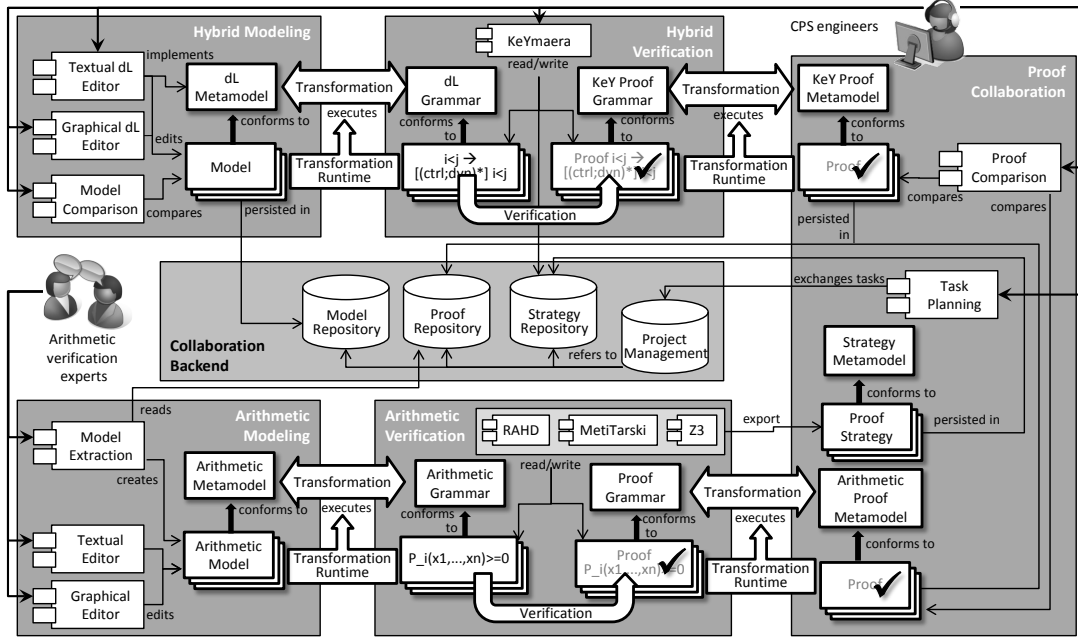 CPS engineers
Hybrid Modeling
Textual dL
Editor
implements
dL
Metamodel
Graphical dL
Editor
edits
conforms to
Model
Model
Comparison
compares
persisted in
Transformation
executes
Transformation
Runtime
Hybrid
Verification
KeYmaera
read/write
dL
Grammar
KeY Proof
Grammar
conforms
to
conforms
to
i<j →
[(ctrl;dyn)*] i<j
Proof i<j →
[(ctrl;dyn)*] i<j
Verification
Transformation
executes
Transformation
Runtime
Proof
Collaboration
KeY Proof
Metamodel
conforms
to
Proof
Proof
Comparison
compares
compares
persisted
in
exchanges tasks
Task
Planning
Strategy
Metamodel
conforms to
Proof
Strategy
persisted in
Arithmetic
Proof
Metamodel
conforms
to
Proof
Arithmetic
verification
experts
Collaboration
Backend
Model
Repository
Proof
Repository
Strategy
Repository
Project
Management
refers to
reads
Arithmetic
Modeling
Model
Extraction
creates
Arithmetic
Metamodel
conforms to
Textual
Editor
Arithmetic
Model
Graphical
Editor
edits
Transformation
executes
Transformation
Runtime
Arithmetic
Verification
RAHD
MetiTarski
Z3
export
read/write
Arithmetic
Grammar
Proof
Grammar
conforms
to
conforms
to
P_i(x1,...,xn)>=0
Proof
P_i(x1,...,xn)>=0
Verification
Transformation
executes
Transformation
Runtime